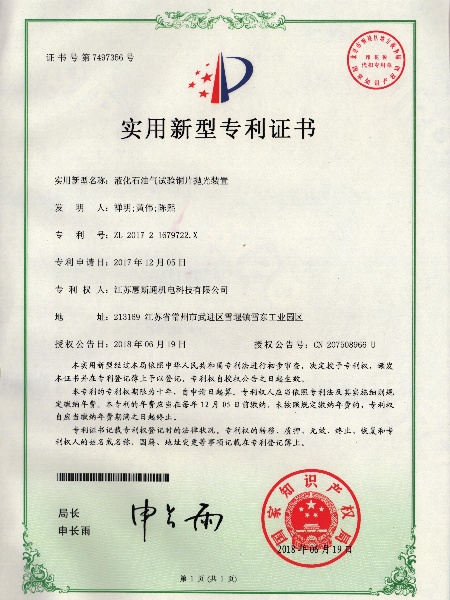 证书号第7497356号
实用新型专利证书
实用新型名称：液化石油气试验铜片抛光装置
发明人：禅明;黄伟;陈熙
专利号：ZL 2017 2 1679722.X
专利申请日：2017年12月05日
专利权人：江苏惠斯通机电科技有限公司
地址：213169 江苏省常州市武进区雪堰镇雪东工业园区
授权公告日：2018年06月19日 授权公告号：CN 207508966 U
本实用新型经过本局依照中华人民共和国专利法进行初步审查，决定授予专利权，颁发
本证书并在专利登记簿上予以登记。专利权自授权公告之日起生效。
本专利的专利权期限为十年，自申请日起算。专利权人应当依照专利法及其实施细则规
定缴纳年费。本专利的年费应当在每年12月05日前缴纳。未按照规定缴纳年费的，专利权
自应当缴纳年费期满之日起终止。
专利证书记载专利权登记时的法律状况。专利权的转移、质押、无效、终止、恢复和专
利权人的姓名或名称、国籍、地址变更等事项记载在专利登记簿上。
局长
申长雨
申长雨
国家知识产权局
2018年06月19日
第1页（共1页）